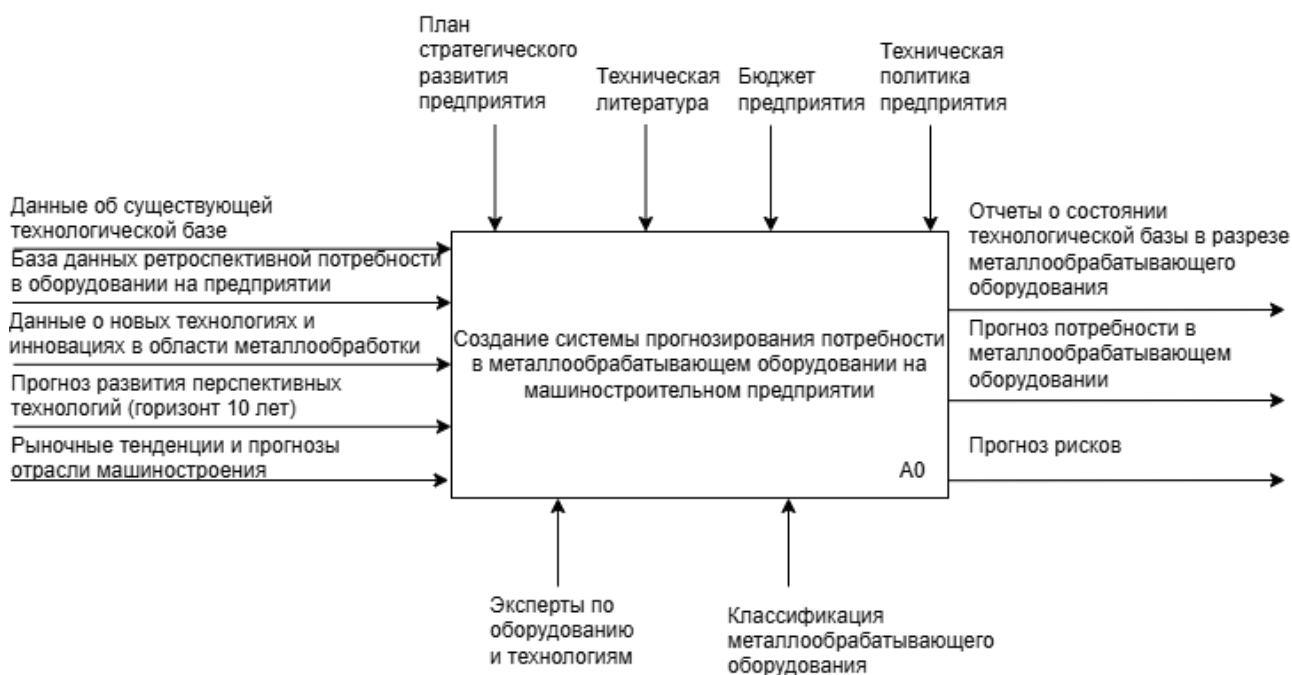 План
стратегического
развития
предприятия
Техническая
литература
Бюджет
предприятия
Техническая
политика
предприятия
Данные об существующей
технологической базе
База данных ретроспективной потребности
в оборудовании на предприятии
Данные о новых технологиях и
инновациях в области металлообработки
Прогноз развития перспективных
технологий (горизонт 10 лет)
Рыночные тенденции и прогнозы
отрасли машиностроения
Создание системы прогнозирования потребности
в металлообрабатывающем оборудовании на
машиностроительном предприятии
A0
Отчеты о состоянии
технологической базы в разрезе
металлообрабатывающего
оборудования
Прогноз потребности в
металлообрабатывающем
оборудовании
Прогноз рисков
Эксперты по
оборудованию
и технологиям
Классификация
металлообрабатывающего
оборудования